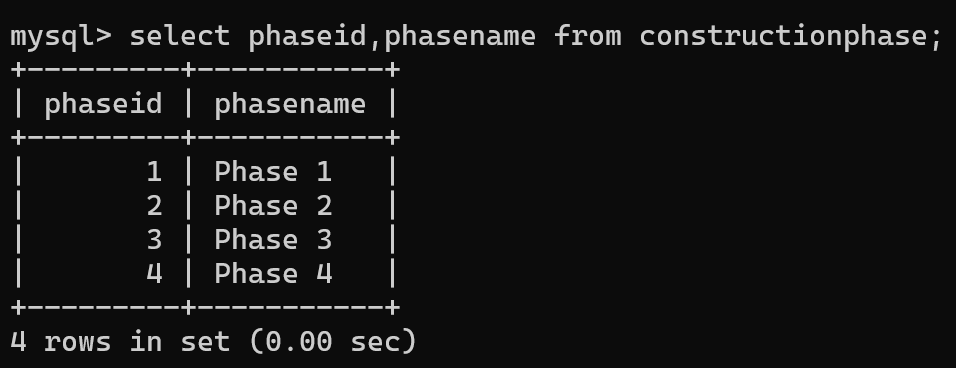 mysql> select phaseid,phasename from constructionphase;
+---------+-----------+
| phaseid | phasename |
+---------+-----------+
|       1 | Phase 1   |
|       2 | Phase 2   |
|       3 | Phase 3   |
|       4 | Phase 4   |
+---------+-----------+
4 rows in set (0.00 sec)